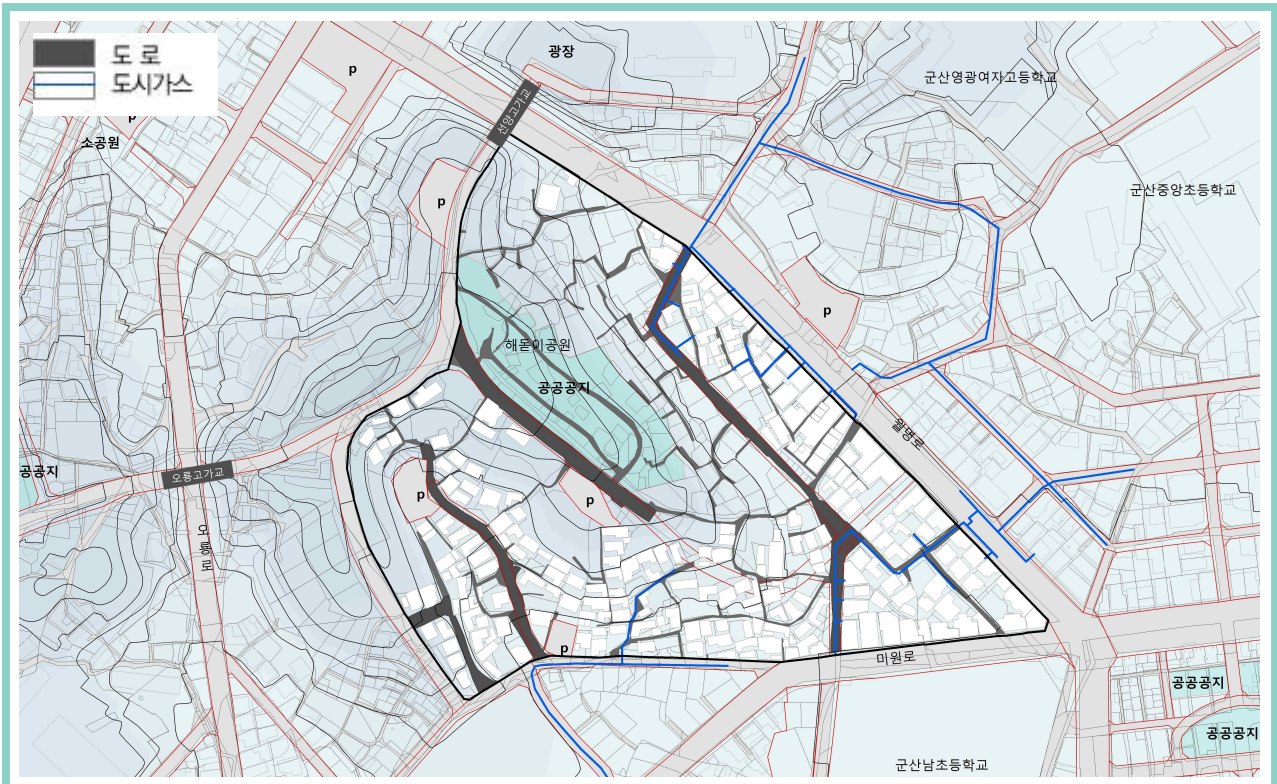 도 로
도시가스
광장
p
군산영광여자고등학교
선양고가교
p
소공원
군산중앙초등학교
p
p
해돋이공원
공공공지
월명로
공공지
오룡고가교
p
p
오룡로
p
미원로
공공공지
공공공지
군산남초등학교